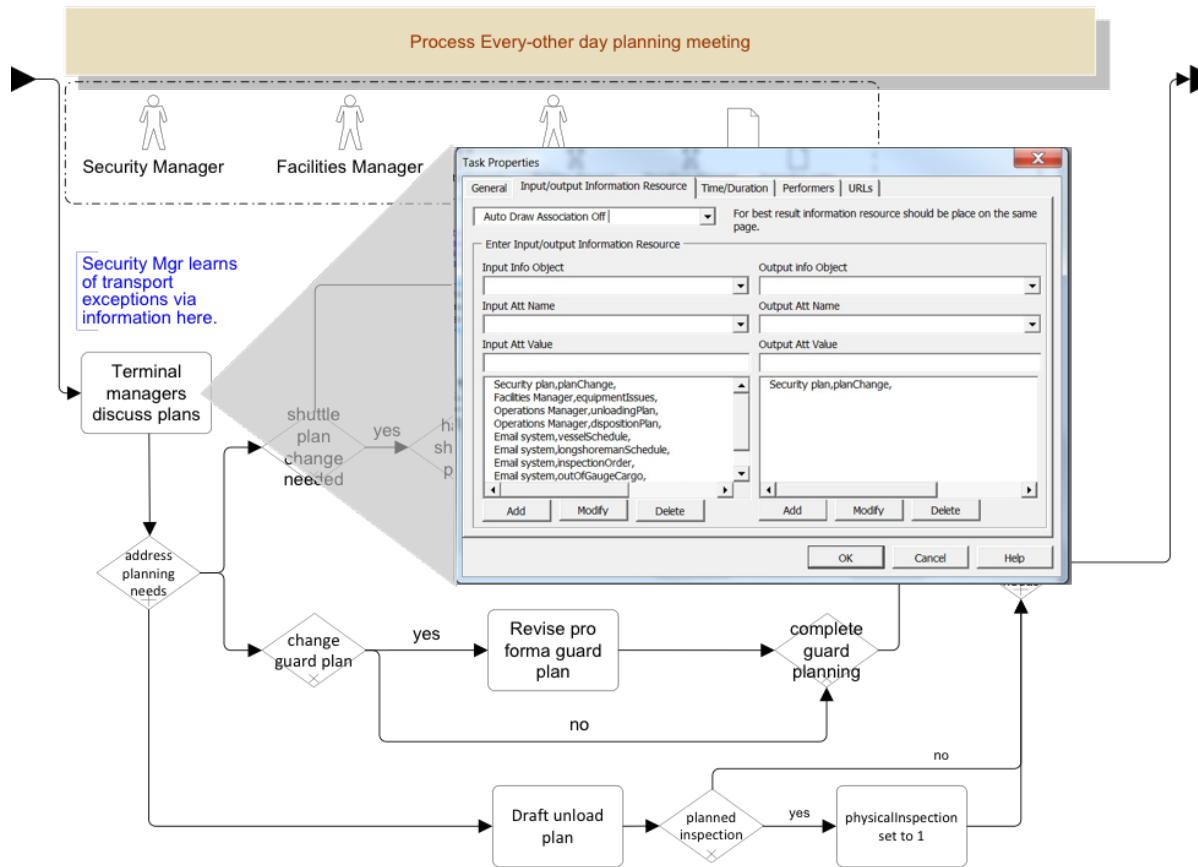 Process Every-other day planning meeting
Security Manager
Facilities Manager
Security Mgr learns
of transport
exceptions via
information here.
Terminal
managers
discuss plans
shuttle
plan
change
needed
yes
address
planning
needs
change
guard plan
yes
Revise pro
forma guard
plan
complete
guard
planning
no
Draft unload
plan
planned
inspection
no
yes
physicalInspection
set to 1
Task Properties
General
Input/output Information Resource
Time/Duration
Performers
URLs
Auto Draw Association Off
For best result information resource should be place on the same
page.
Enter Input/output Information Resource
Input Info Object
Output info Object
Input Att Name
Output Att Name
Input Att Value
Output Att Value
Security plan,planChange,
Facilities Manager,equipmentIssues,
Operations Manager,unloadingPlan,
Operations Manager,dispositionPlan,
Email system,vesselSchedule,
Email system,longshoremanSchedule,
Email system,inspectionOrder,
Email system,outOfGaugeCargo,
Security plan,planChange,
Add
Modify
Delete
Add
Modify
Delete
OK
Cancel
Help